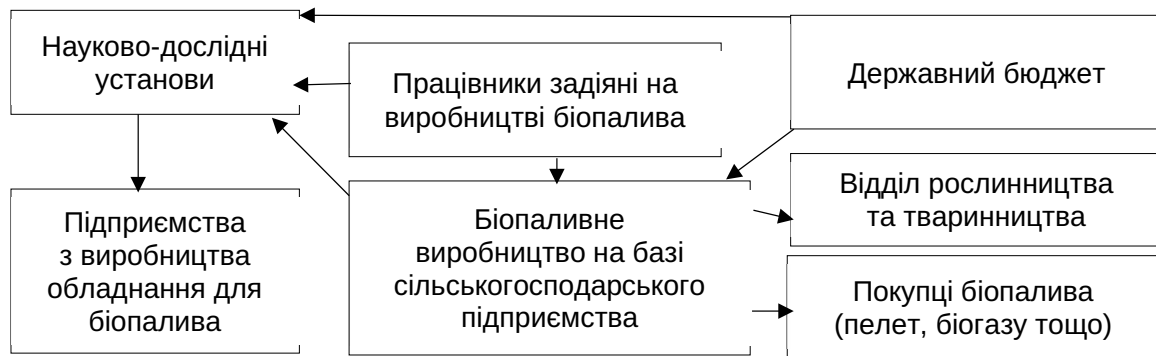 Науково-дослідні
установи
Працівники задіяні на
виробництві біопалива
Державний бюджет
Підприємства
з виробництва
обладнання для
біопалива
Біопаливне
виробництво на базі
сільськогосподарського
підприємства
Відділ рослинництва
та тваринництва
Покупці біопалива
(пелет, біогазу тощо)